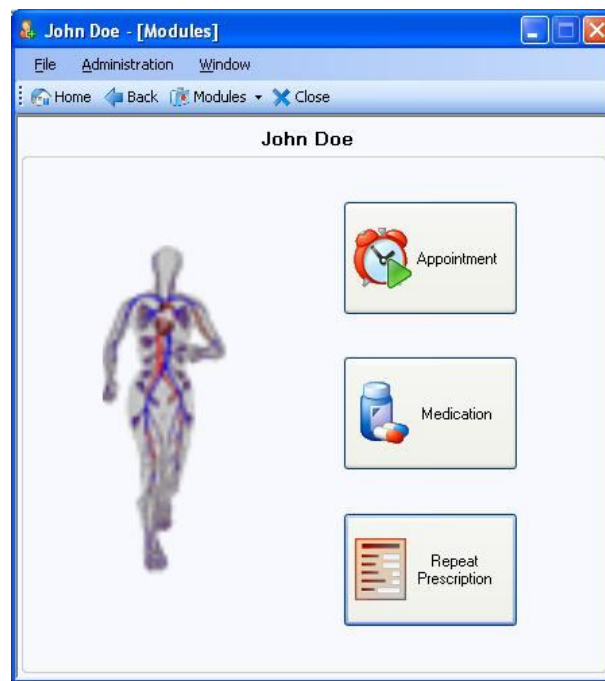 John Doe - [Modules]
File Administration Window
Home Back Modules Close
John Doe
Appointment
Medication
Repeat
Prescription